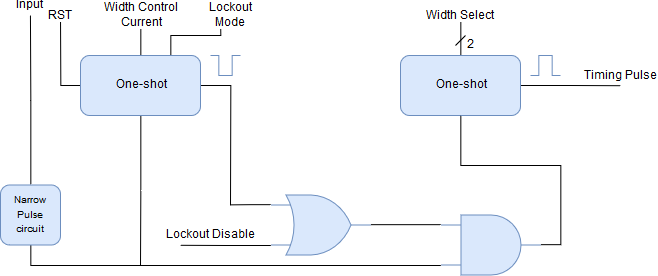 Input
RST
Width Control
Current
Lockout
Mode
Width Select
2
One-shot
One-shot
Timing Pulse
Narrow
Pulse
circuit
Lockout Disable